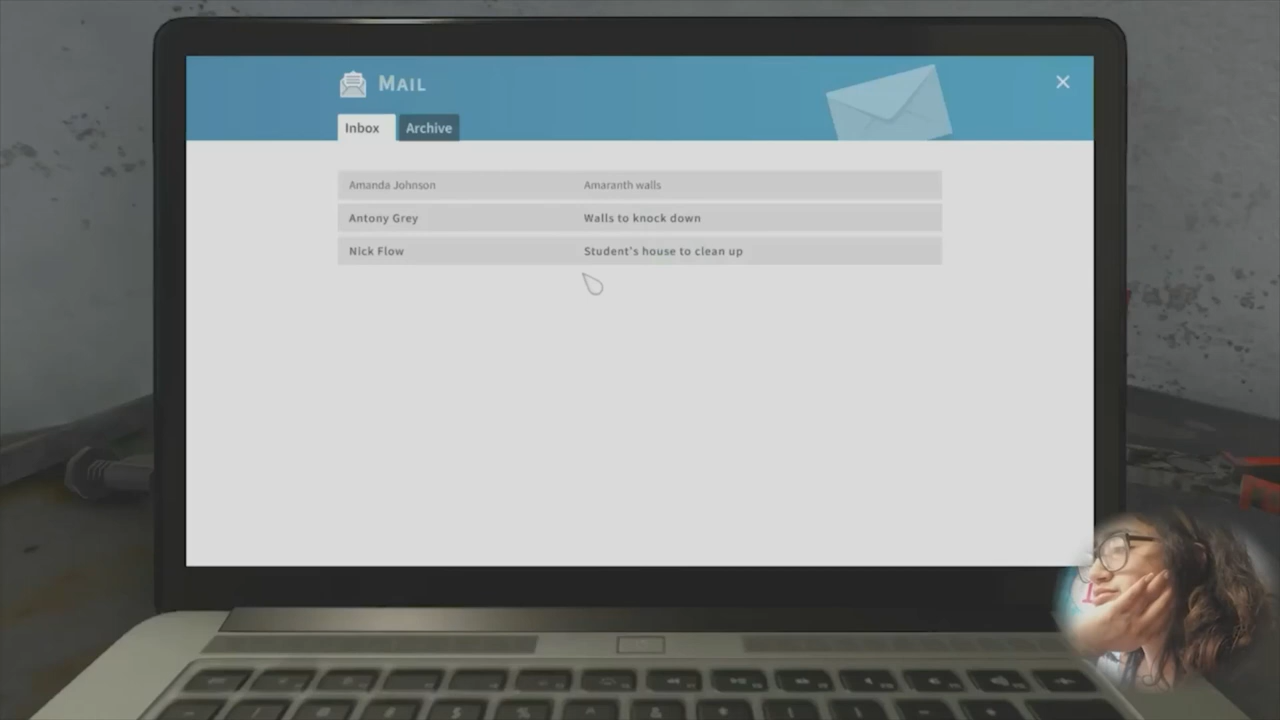 MAIL
Inbox Archive
Amanda Johnson Amaranth walls
Antony Grey Walls to knock down
Nick Flow Student's house to clean up